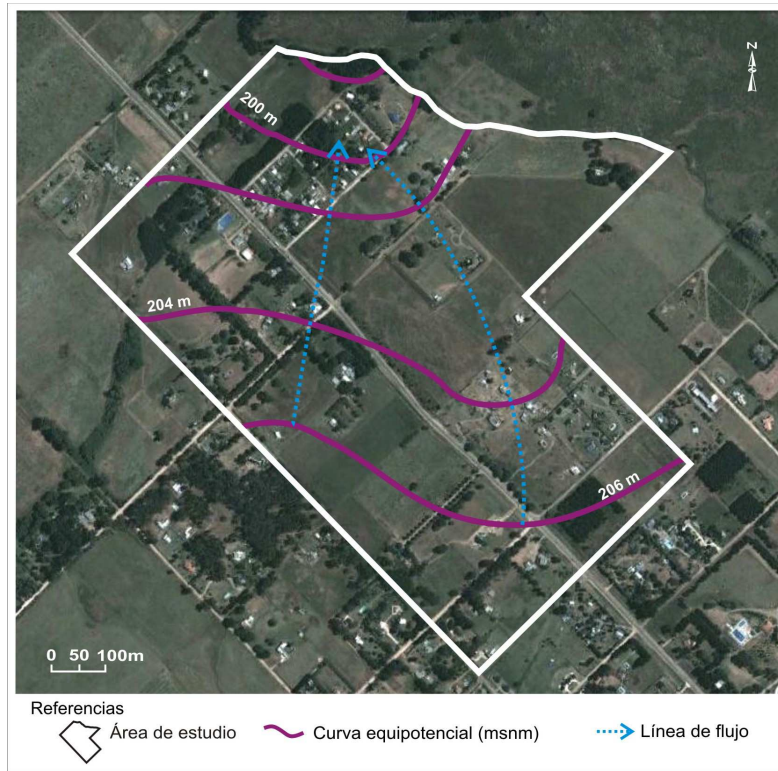 N
200 m
204 m
206 m
0 50 100m
Referencias
Área de estudio
Curva equipotencial (msnm)
Línea de flujo